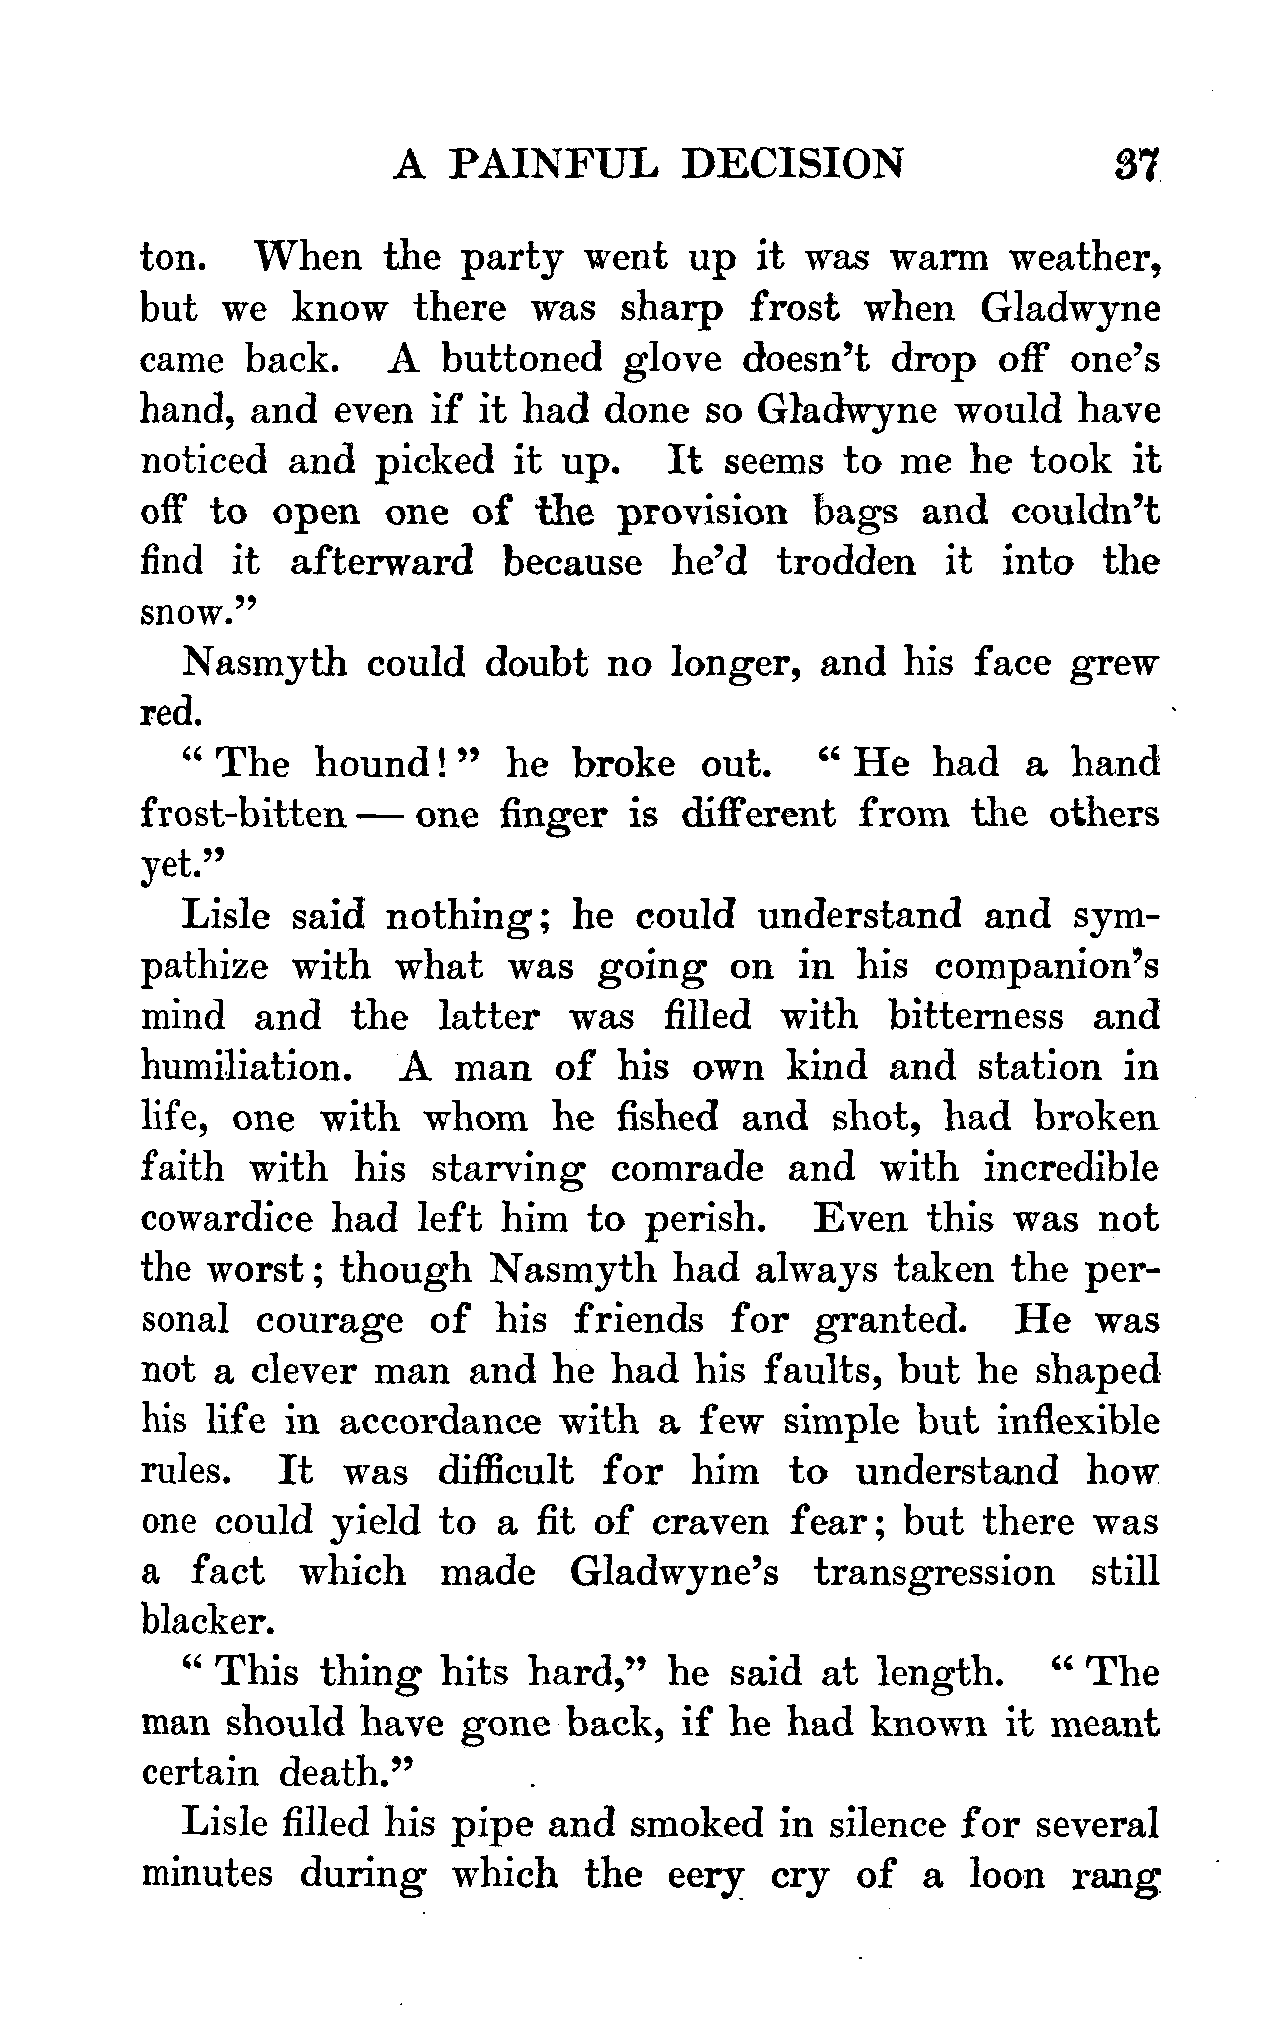 A PAINFUL DECISION 37
ton. When the party went up it was warm weather,
but we know there was sharp frost when Gladwyne
came back. A buttoned glove doesn't drop off one's
hand, and even if it had done so Gladwyne would have
noticed and picked it up. It seems to me he took it
off to open one of the provision bags and couldn't
find it afterward because he'd trodden it into the
snow."
Nasmyth could doubt no longer, and his face grew
red.
" The hound! " he broke out. " He had a hand
frost-bitten — one finger is different from the others
yet."
Lisle said nothing; he could understand and sym-
pathize with what was going on in his companion's
mind and the latter was filled with bitterness and
humiliation. A man of his own kind and station in
life, one with whom he fished and shot, had broken
faith with his starving comrade and with incredible
cowardice had left him to perish. Even this was not
the worst; though Nasmyth had always taken the per-
sonal courage of his friends for granted. He was
not a clever man and he had his faults, but he shaped
his life in accordance with a few simple but inflexible
rules. It was difficult for him to understand how
one could yield to a fit of craven fear; but there was
a fact which made Gladwyne's transgression still
blacker.
" This thing hits hard," he said at length. " The
man should have gone back, if he had known it meant
certain death."
Lisle filled his pipe and smoked in silence for several
minutes during which the eery cry of a loon rang